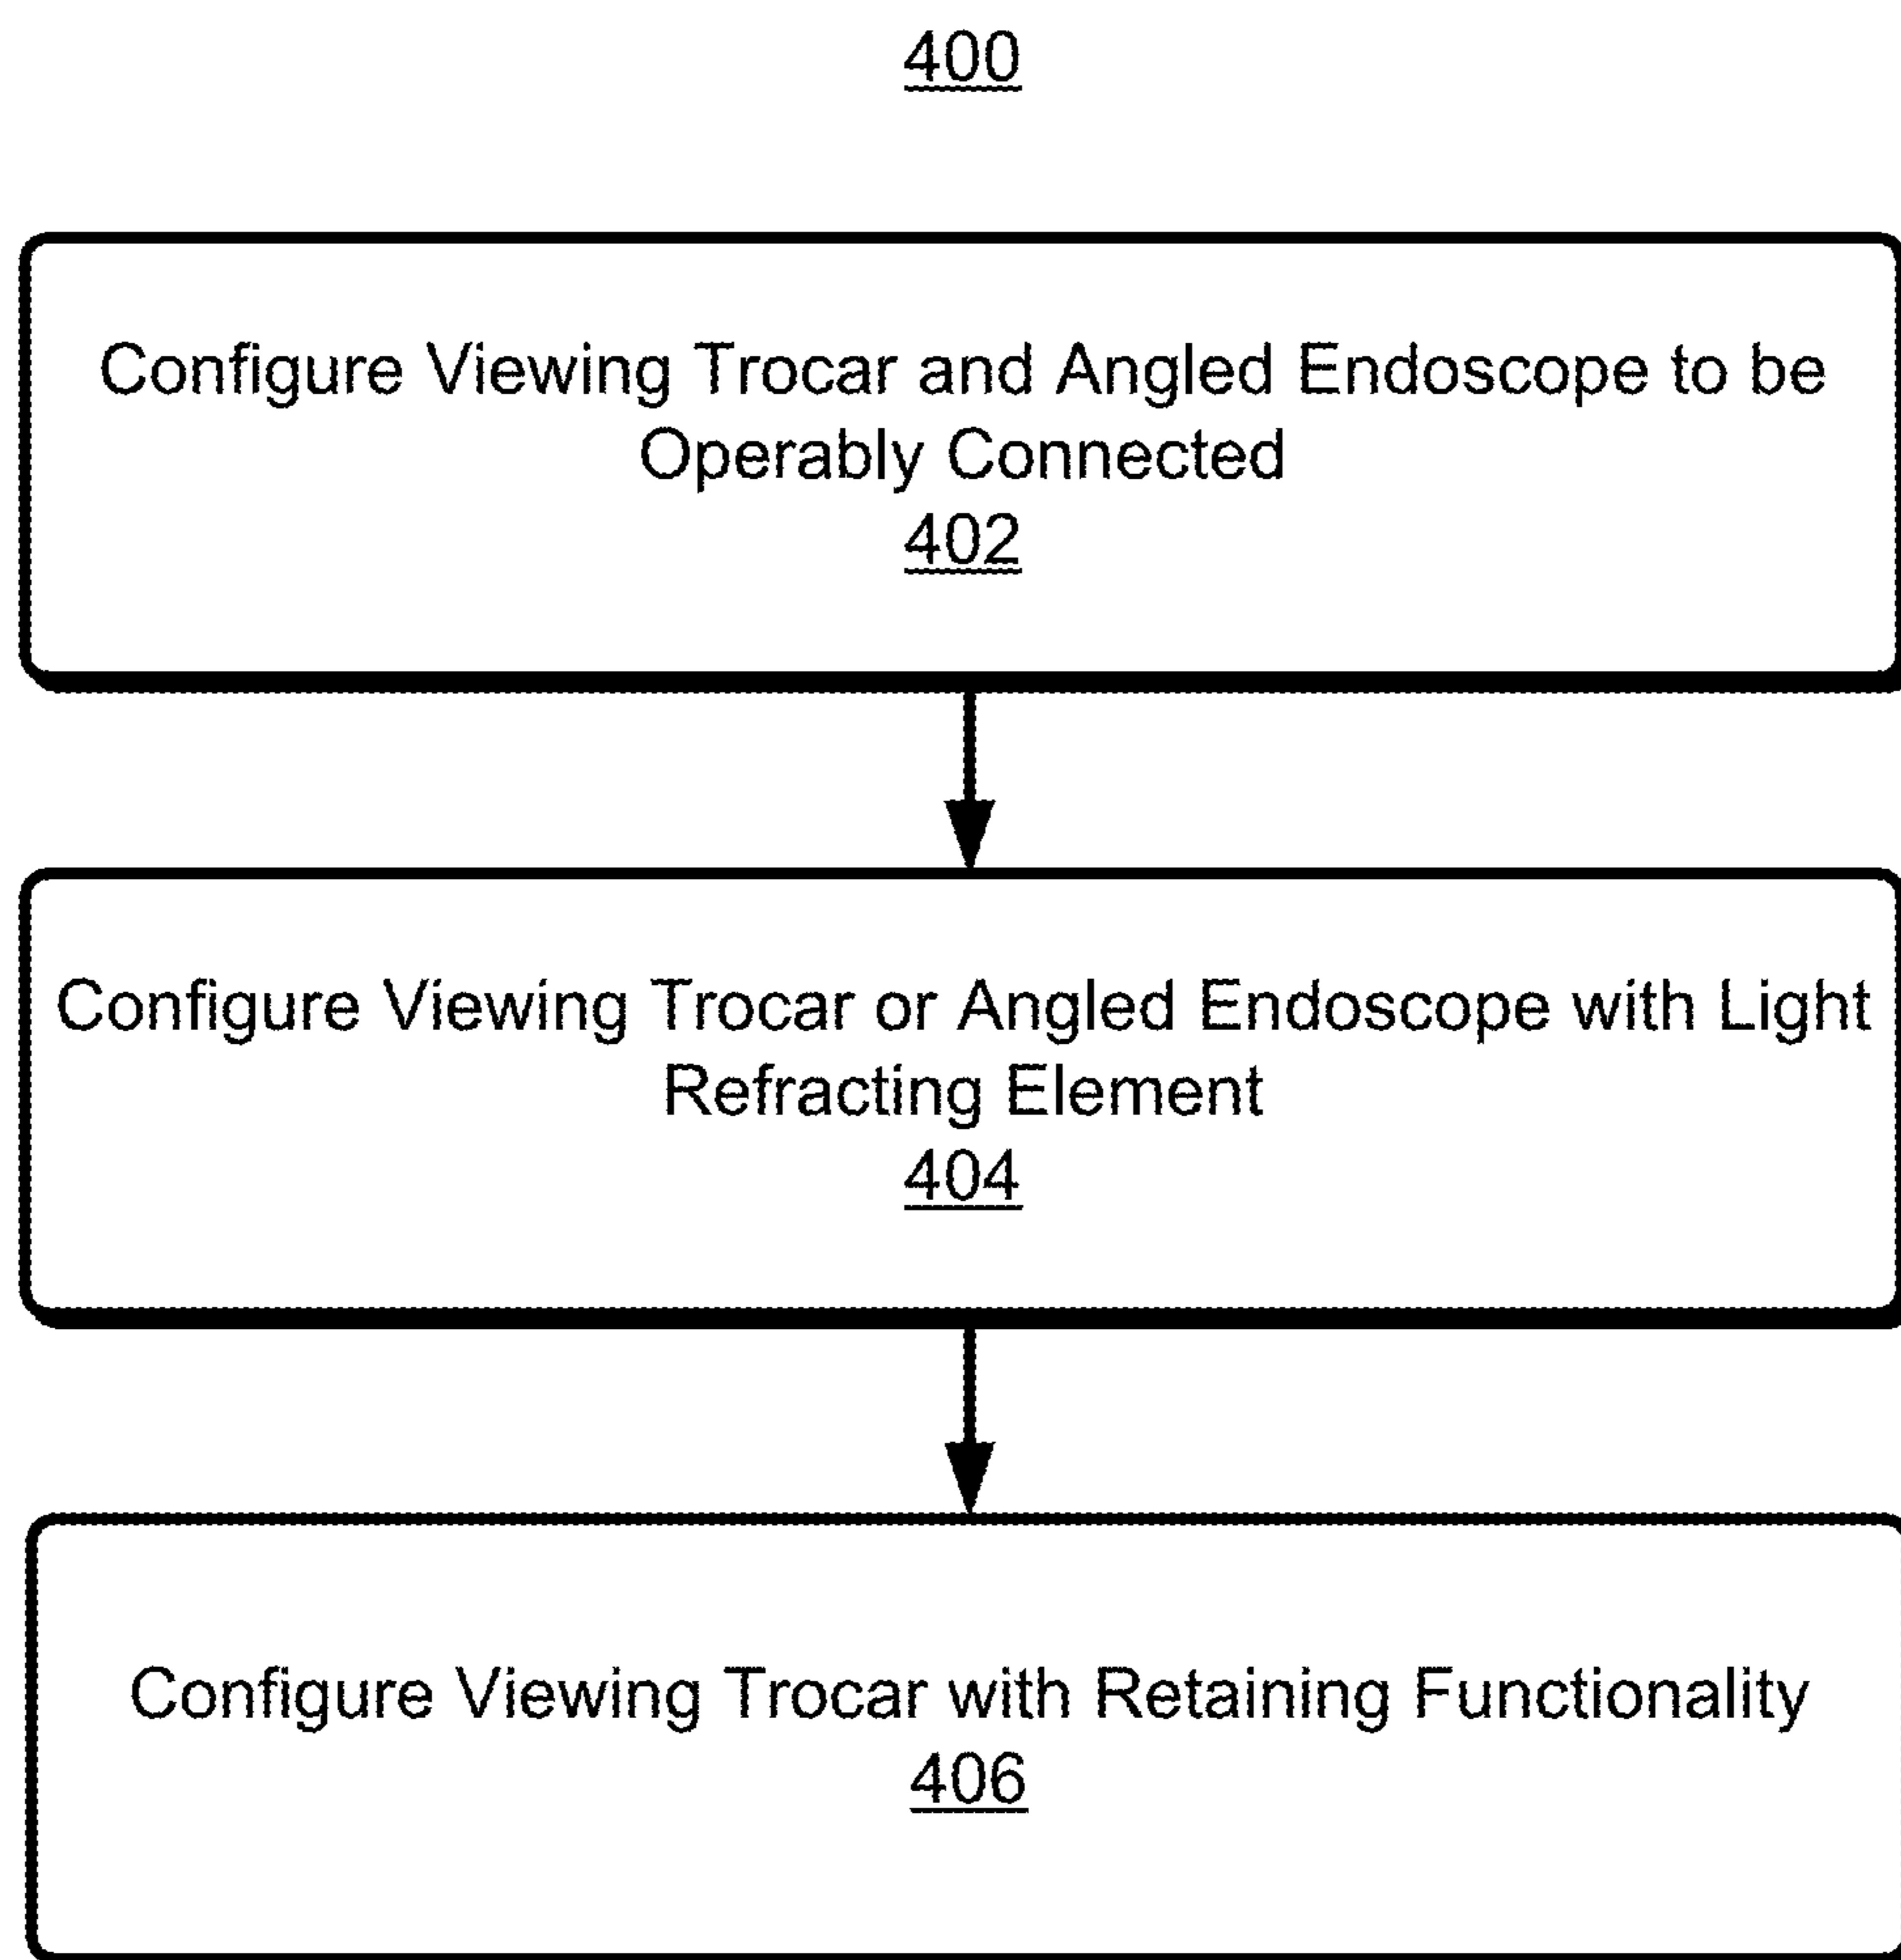 400
Configure Viewing Trocar and Angled Endoscope to be
Operably Connected
402
Configure Viewing Trocar or Angled Endoscope with Light
Refracting Element
404
Configure Viewing Trocar with Retaining Functionality
406